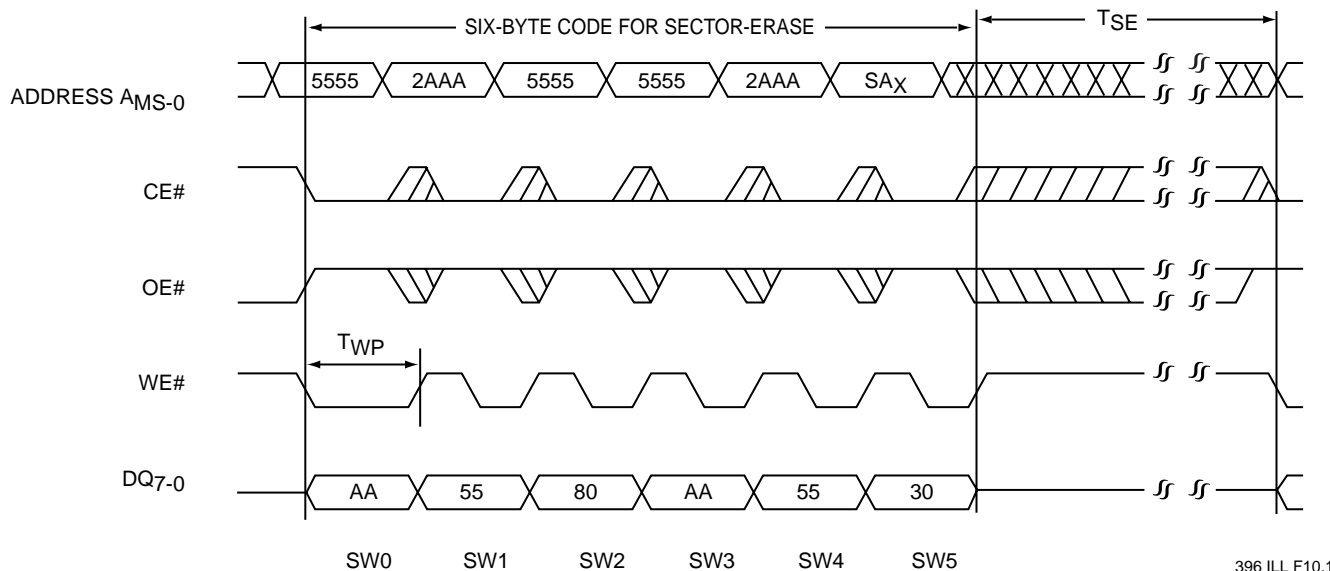 SIX-BYTE CODE FOR SECTOR-ERASE
TSE
ADDRESS AMS-0
5555 2AAA 5555 5555 2AAA SAX
CE#
OE#
TWP
WE#
DQ7-0
AA 55 80 AA 55 30
SW0 SW1 SW2 SW3 SW4 SW5
396 ILL F10.1